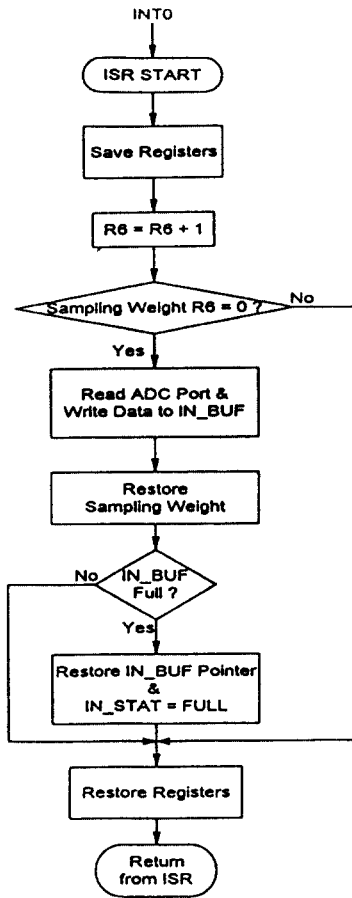 INT0
ISR START
Save Registers
R6 = R6 + 1
Sampling Weight R6 = 0 ?
No
Yes
Read ADC Port &
Write Data to IN_BUF
Restore
Sampling Weight
No
IN_BUF
Full ?
Yes
Restore IN_BUF Pointer
&
IN_STAT = FULL
Restore Registers
Return
from ISR